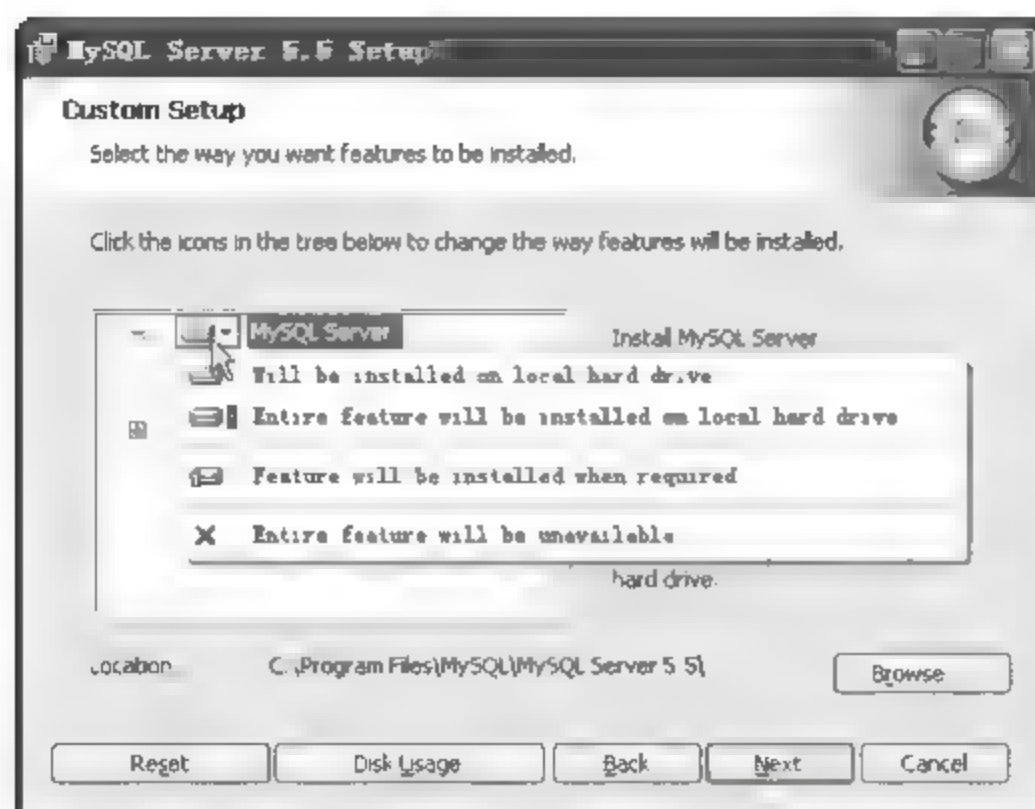 MySQL Server 5.5 Setup
Custom Setup
Select the way you want features to be installed.
Click the icons in the tree below to change the way features will be installed.
MySQL Server
Install MySQL Server
Will be installed on local hard drive
Entire feature will be installed on local hard drive
Feature will be installed when required
Entire feature will be unavailable
hard drive.
Location C:\Program Files\MySQL\MySQL Server 5.5\
Browse
Reset Disk Usage Back Next Cancel